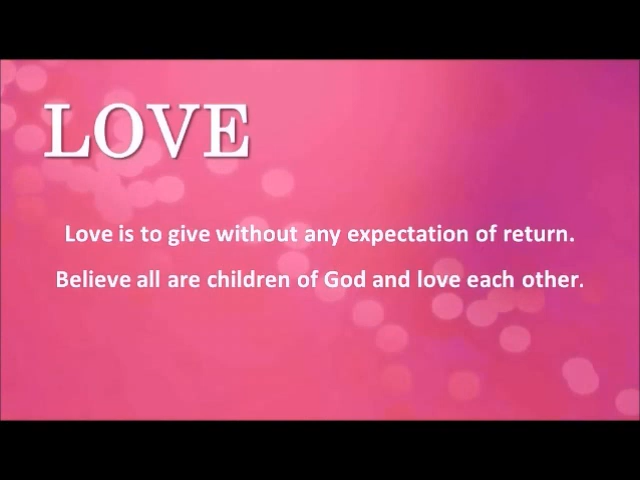 LOVE
Love is to give without any expectation of return.
Believe all are children of God and love each other.